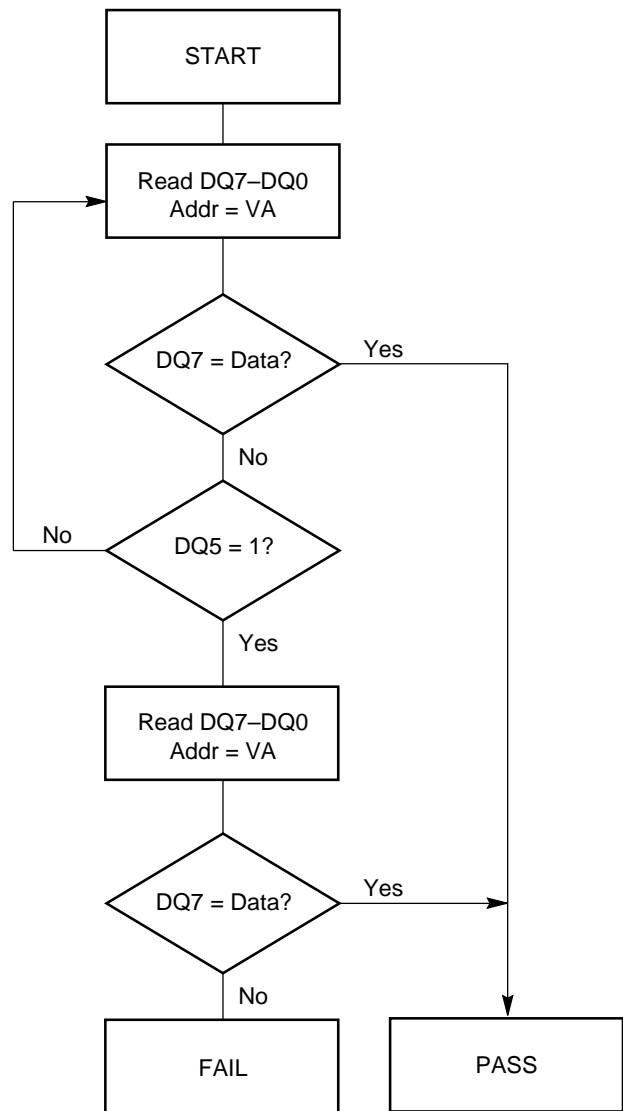 START
Read DQ7–DQ0
Addr = VA
DQ7 = Data?
Yes
No
DQ5 = 1?
No
Yes
Read DQ7–DQ0
Addr = VA
DQ7 = Data?
Yes
No
FAIL
PASS